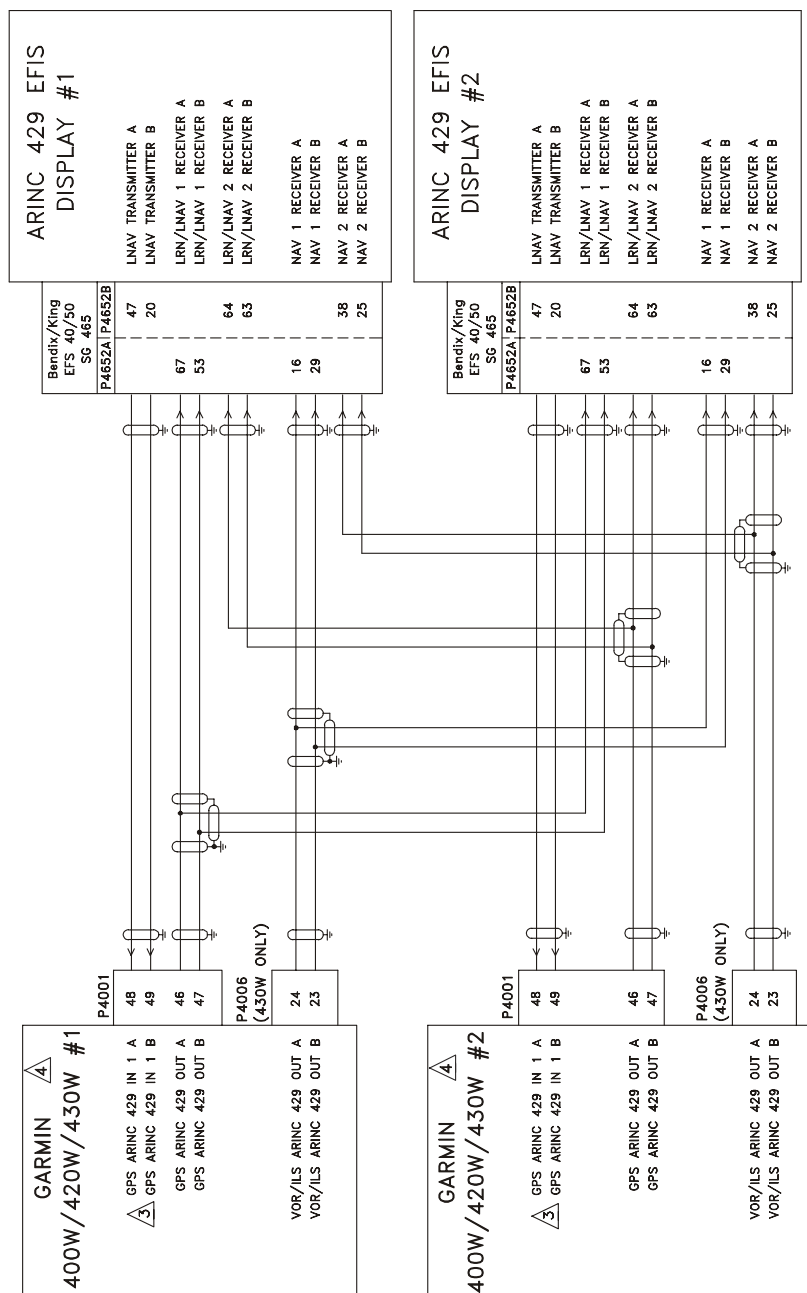 ARINC 429 EFIS
DISPLAY #1
LNAV TRANSMITTER A
LNAV TRANSMITTER B
LRN/LNAV 1 RECEIVER A
LRN/LNAV 1 RECEIVER B
LRN/LNAV 2 RECEIVER A
LRN/LNAV 2 RECEIVER B
NAV 1 RECEIVER A
NAV 1 RECEIVER B
NAV 2 RECEIVER A
NAV 2 RECEIVER B
Bendix/King
EFS 40/50
SG 465
P4652A P4652B
47
20
67
53
64
63
16
29
38
25
ARINC 429 EFIS
DISPLAY #2
LNAV TRANSMITTER A
LNAV TRANSMITTER B
LRN/LNAV 1 RECEIVER A
LRN/LNAV 1 RECEIVER B
LRN/LNAV 2 RECEIVER A
LRN/LNAV 2 RECEIVER B
NAV 1 RECEIVER A
NAV 1 RECEIVER B
NAV 2 RECEIVER A
NAV 2 RECEIVER B
Bendix/King
EFS 40/50
SG 465
P4652A P4652B
47
20
67
53
64
63
16
29
38
25
GARMIN 4
400W/420W/430W #1
3
GPS ARINC 429 IN 1 A
GPS ARINC 429 IN 1 B
GPS ARINC 429 OUT A
GPS ARINC 429 OUT B
VOR/ILS ARINC 429 OUT A
VOR/ILS ARINC 429 OUT B
P4001
48
49
46
47
P4006
(430W ONLY)
24
23
GARMIN 4
400W/420W/430W #2
3
GPS ARINC 429 IN 1 A
GPS ARINC 429 IN 1 B
GPS ARINC 429 OUT A
GPS ARINC 429 OUT B
VOR/ILS ARINC 429 OUT A
VOR/ILS ARINC 429 OUT B
P4001
48
49
46
47
P4006
(430W ONLY)
24
23